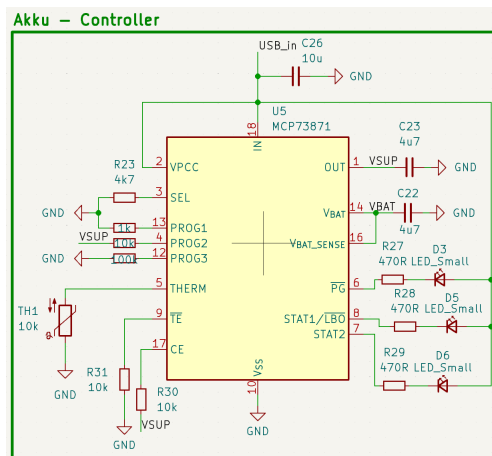 Akku – Controller
USB_in
C26
10u
GND
U5
MCP73871
18
IN
C23
4u7
R23
4k7
2
VPCC
OUT
1
VSUP
GND
3
SEL
VBAT
14
VBAT
C22
4u7
GND
GND
1k
13
PROG1
VSUP
10k
4
PROG2
VBAT_SENSE
16
GND
100k
12
PROG3
R27
470R
D3
LED_Small
5
THERM
PG
6
R28
470R
D5
LED_Small
TH1
10k
9
TE
STAT1/LBO
8
STAT2
7
17
CE
R29
470R
D6
LED_Small
GND
R31
10k
R30
10k
VSS
10
GND
VSUP
GND